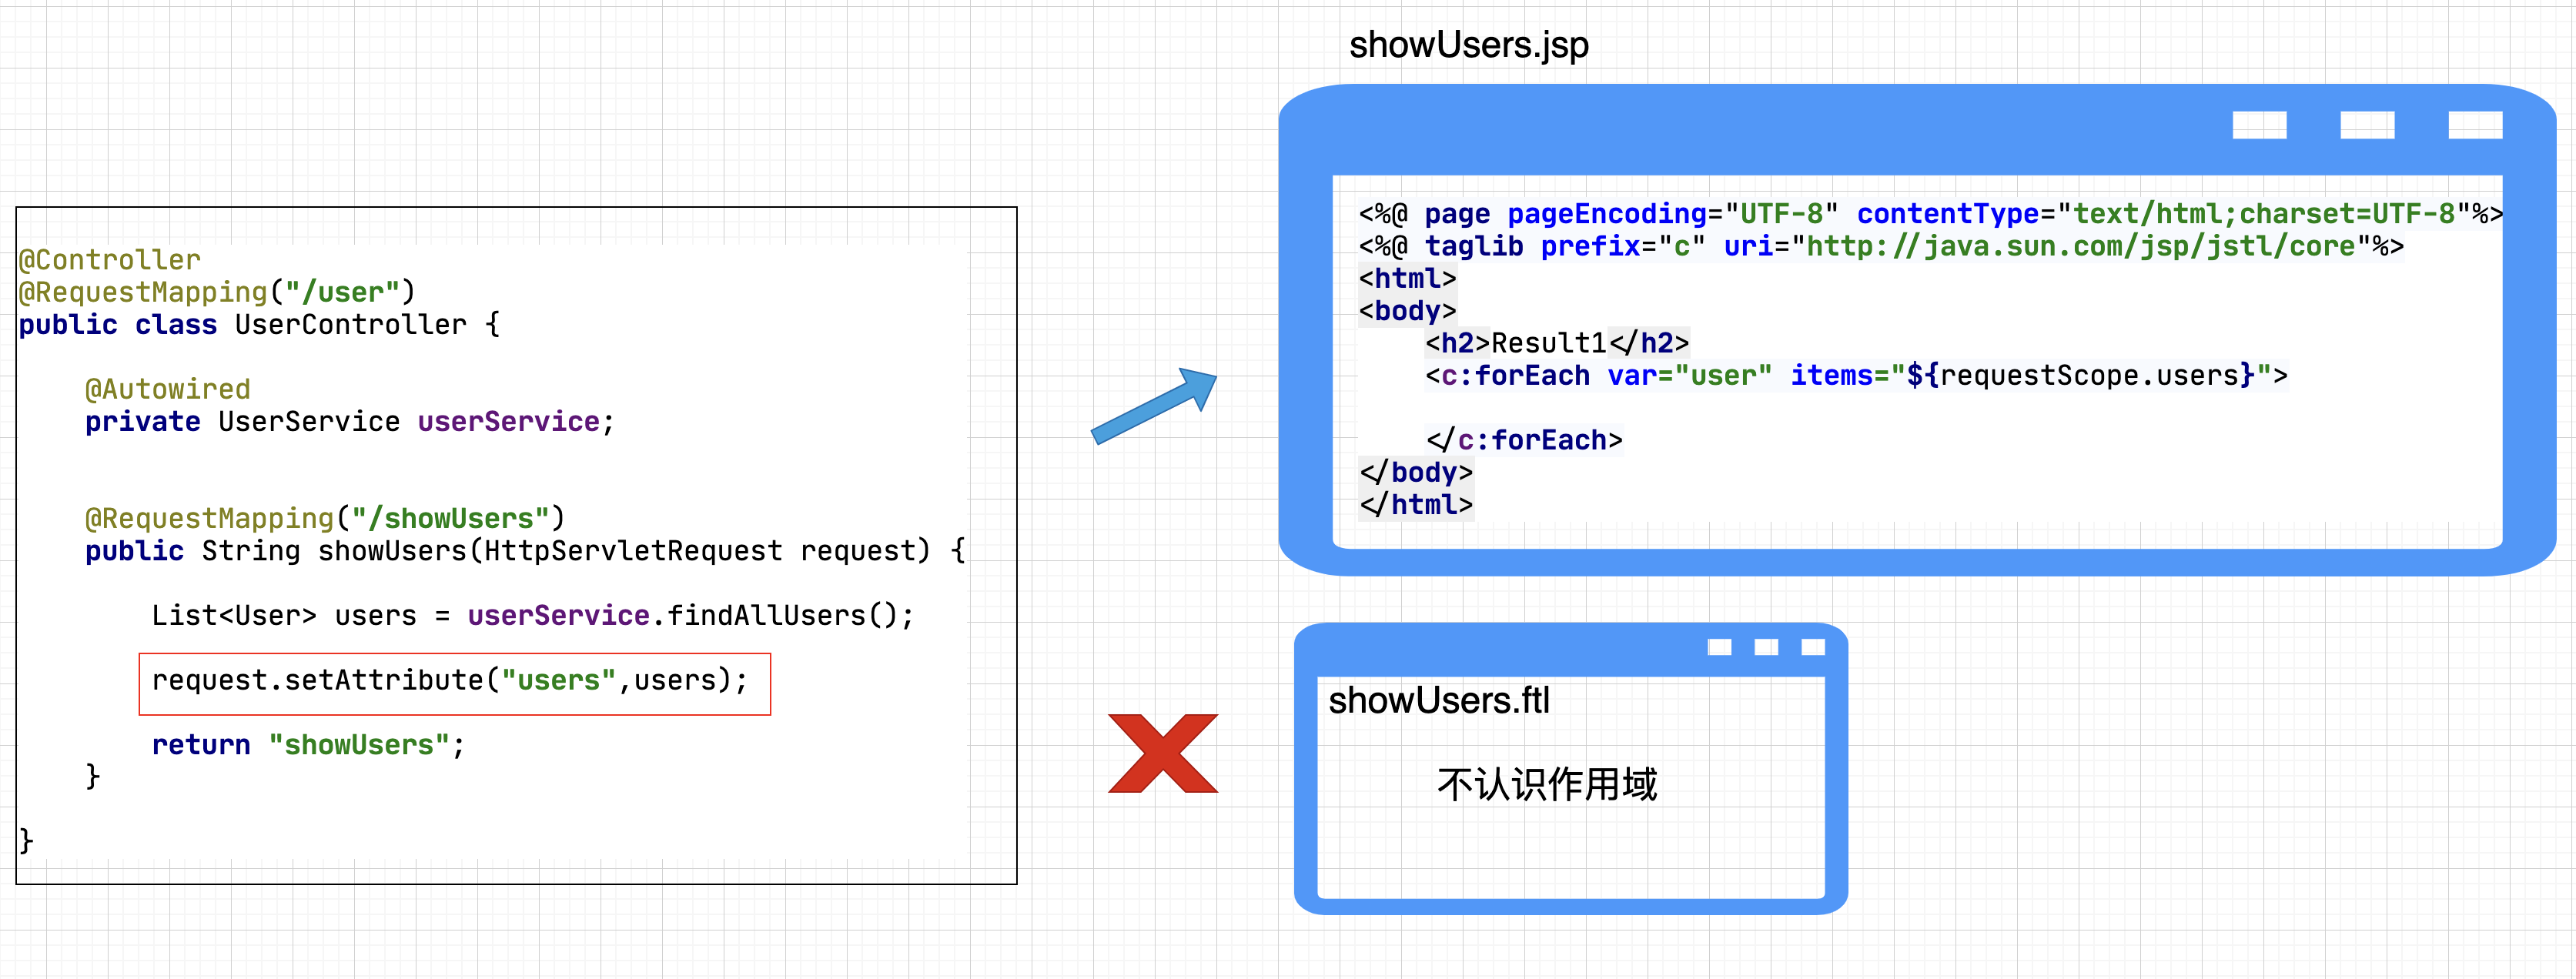 @Controller
@RequestMapping("/user")
public class UserController {
@Autowired
private UserService userService;
@RequestMapping("/showUsers")
public String showUsers(HttpServletRequest request) {
List<User> users = userService.findAllUsers();
request.setAttribute("users",users);
return "showUsers";
}
}
showUsers.jsp
<%@ page pageEncoding="UTF-8" contentType="text/html;charset=UTF-8"%>
<%@ taglib prefix="c" uri="http://java.sun.com/jsp/jstl/core"%>
<html>
<body>
<h2>Result1</h2>
<c:forEach var="user" items="${requestScope.users}">
</c:forEach>
</body>
</html>
showUsers.ftl
不认识作用域